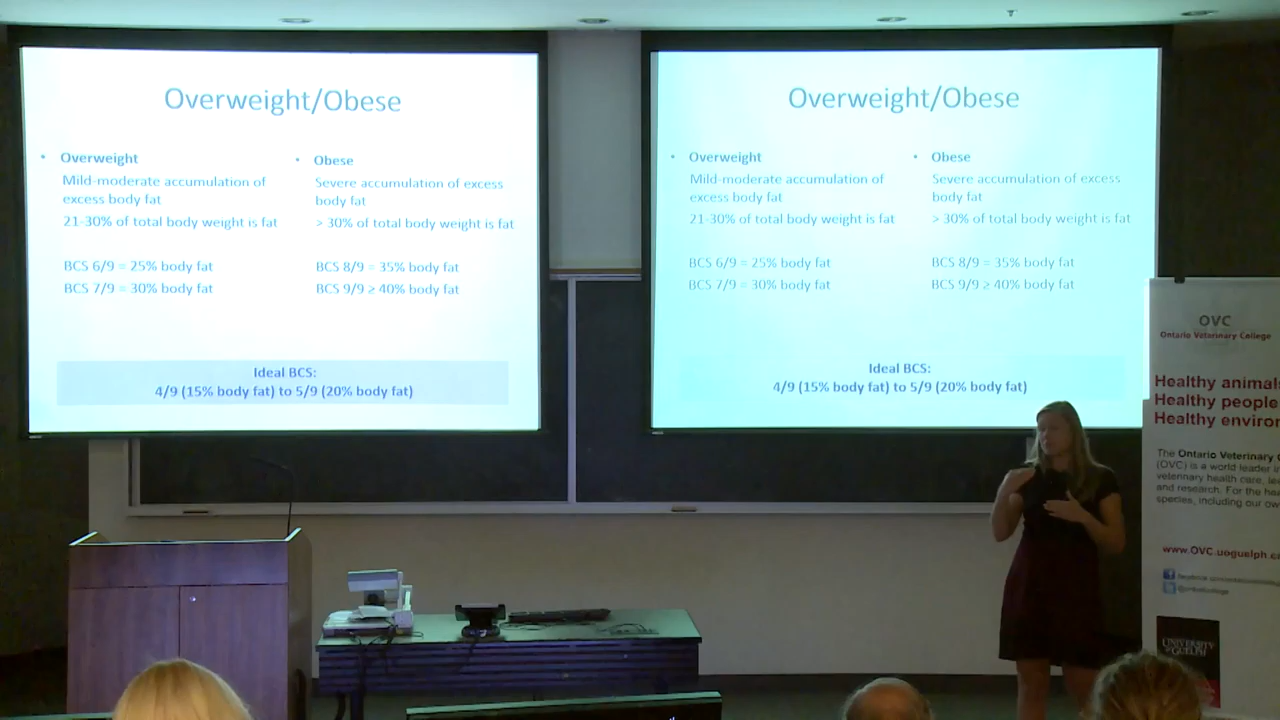 Overweight/Obese
• Overweight
Mild-moderate accumulation of
excess body fat
21-30% of total body weight is fat
BCS 6/9 = 25% body fat
BCS 7/9 = 30% body fat
• Obese
Severe accumulation of excess
body fat
> 30% of total body weight is fat
BCS 8/9 = 35% body fat
BCS 9/9 ≥ 40% body fat
Ideal BCS:
4/9 (15% body fat) to 5/9 (20% body fat)
Overweight/Obese
• Overweight
Mild-moderate accumulation of
excess body fat
21-30% of total body weight is fat
BCS 6/9 = 25% body fat
BCS 7/9 = 30% body fat
• Obese
Severe accumulation of excess
body fat
> 30% of total body weight is fat
BCS 8/9 = 35% body fat
BCS 9/9 ≥ 40% body fat
Ideal BCS:
4/9 (15% body fat) to 5/9 (20% body fat)
OVC
Ontario Veterinary College
Healthy animals
Healthy people
Healthy environ
The Ontario Veterinary C
(OVC) is a world leader in
veterinary health care, lea
and research. For the hea
species, including our ow
www.OVC.uoguelph.c
UNIVERSITY
of GUELPH